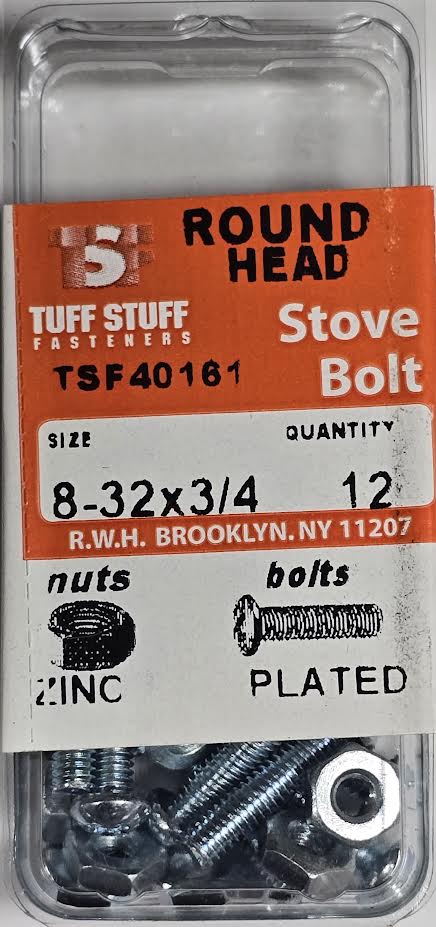 ROUND
HEAD
TSF
TUFF STUFF
FASTENERS
Stove
Bolt
TSF40161
SIZE
QUANTITY
8-32x3/4
12
R.W.H. BROOKLYN. NY 11207
nuts
bolts
ZINC
PLATED